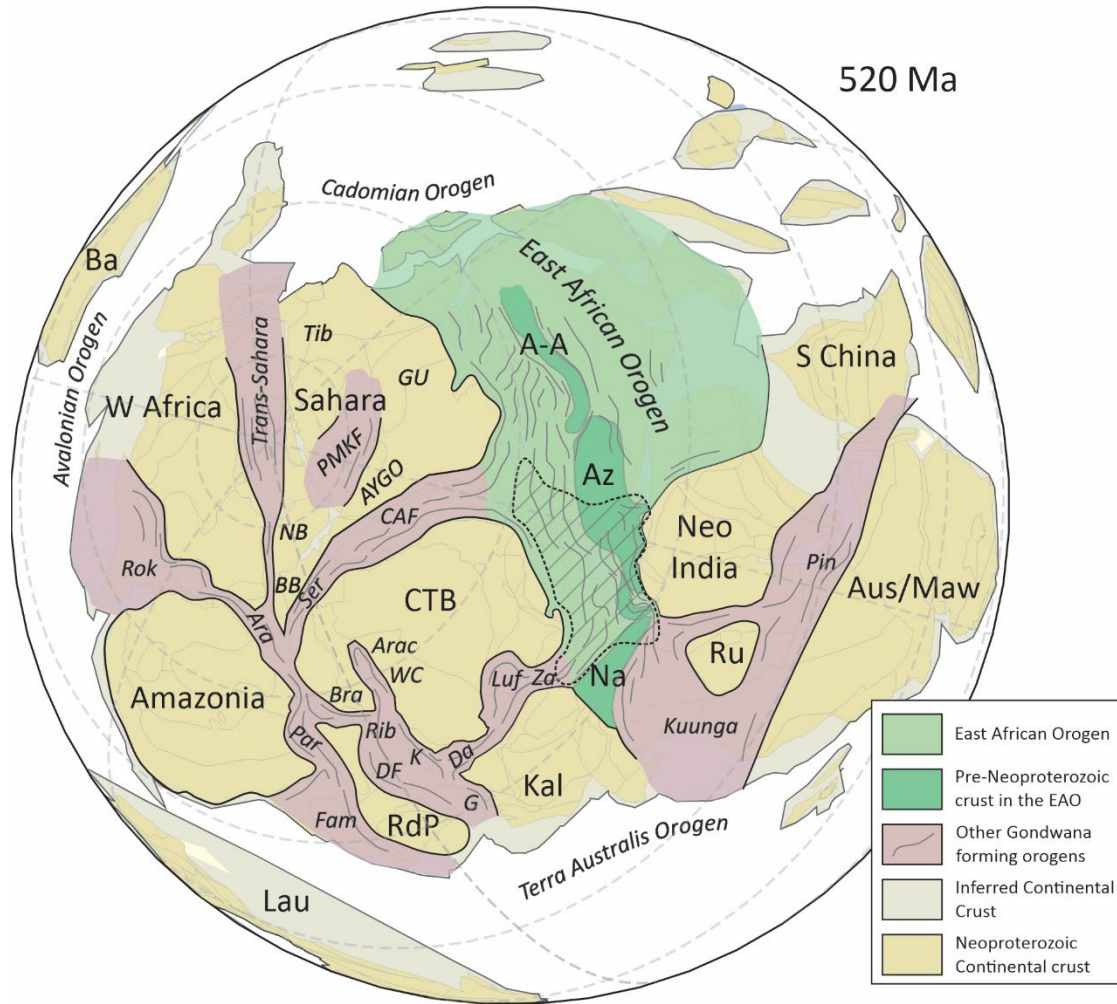 520 Ma
Cadomian Orogen
Ba
Avalonian Orogen
East African Orogen
Tib
A-A
S China
GU
W Africa
Trans-Sahara
Sahara
PMKF
AYGO
Az
CAF
NB
Neo
India
Pin
Rok
BB
Ser
CTB
Aus/Maw
Ara
Arac
WC
Ru
Luf
Za
Na
Amazonia
Bra
Rib
Kuunga
Par
K
Da
DF
Kal
G
Fam
RdP
Terra Australis Orogen
Lau
East African Orogen
Pre-Neoproterozoic
crust in the EAO
Other Gondwana
forming orogens
Inferred Continental
Crust
Neoproterozoic
Continental crust